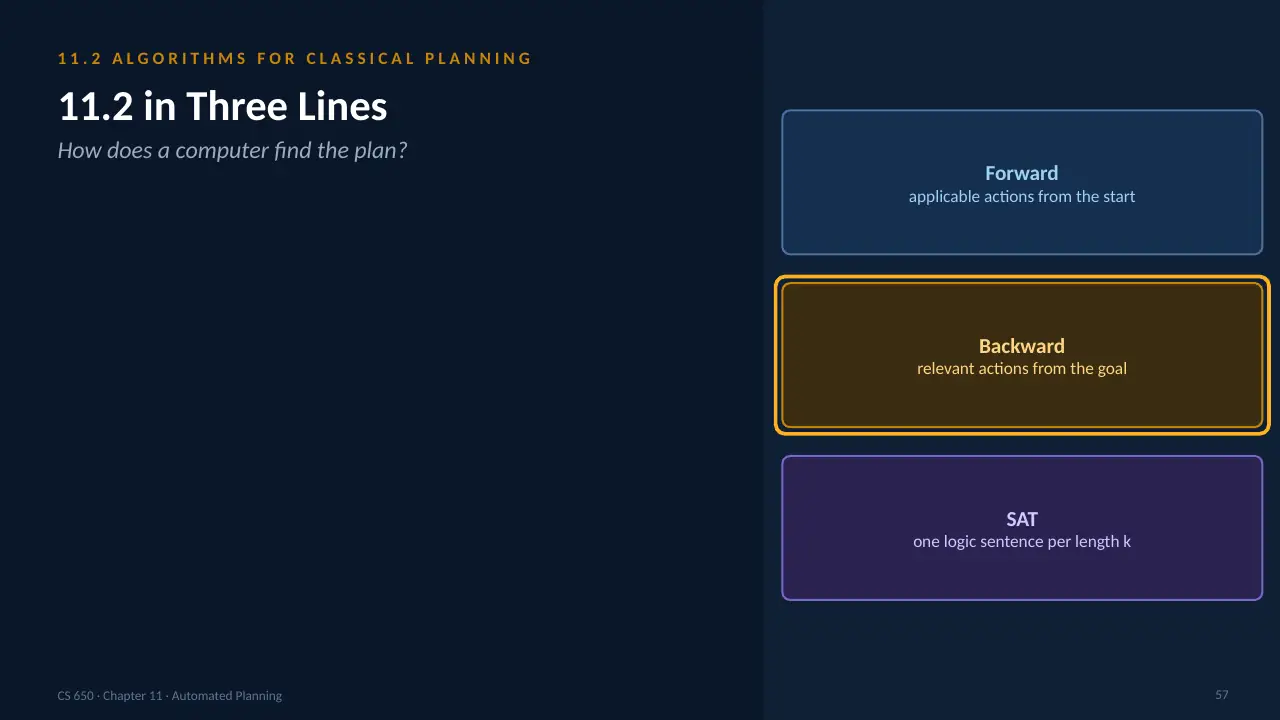 11.2 ALGORITHMS FOR CLASSICAL PLANNING
11.2 in Three Lines
How does a computer find the plan?
Forward
applicable actions from the start
Backward
relevant actions from the goal
SAT
one logic sentence per length k
CS 650 · Chapter 11 · Automated Planning
57